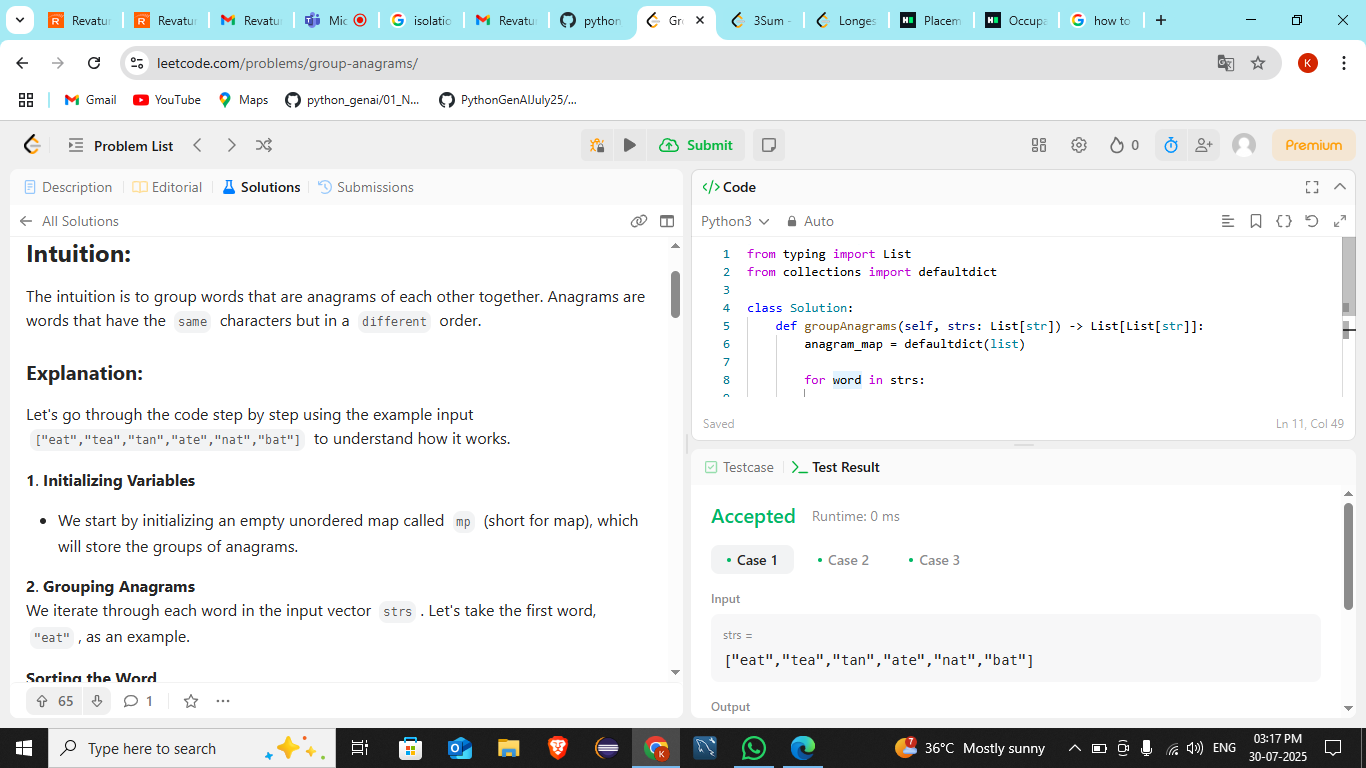 Revatur
Revatur
Revatur
Mic
isolatio
Revatur
python
Gro
3Sum -
Longes
Placem
Occupa
how to
leetcode.com/problems/group-anagrams/
K
Gmail
YouTube
Maps
python_genai/01_N...
PythonGenAIJuly25/...
Problem List
Submit
0
Premium
Description
Editorial
Solutions
Submissions
All Solutions
Intuition:
The intuition is to group words that are anagrams of each other together. Anagrams are
words that have the same characters but in a different order.
Explanation:
Let's go through the code step by step using the example input
["eat","tea","tan","ate","nat","bat"] to understand how it works.
1. Initializing Variables
• We start by initializing an empty unordered map called mp (short for map), which
will store the groups of anagrams.
2. Grouping Anagrams
We iterate through each word in the input vector strs . Let's take the first word,
"eat" , as an example.
Sorting the Word
65
1
</> Code
Python3
Auto
1 from typing import List
2 from collections import defaultdict
3
4 class Solution:
5 def groupAnagrams(self, strs: List[str]) -> List[List[str]]:
6 anagram_map = defaultdict(list)
7
8 for word in strs:
9
Saved
Ln 11, Col 49
Testcase
Test Result
Accepted
Runtime: 0 ms
• Case 1
• Case 2
• Case 3
Input
strs =
["eat","tea","tan","ate","nat","bat"]
Output
Type here to search
7
36°C Mostly sunny
ENG
03:17 PM
30-07-2025